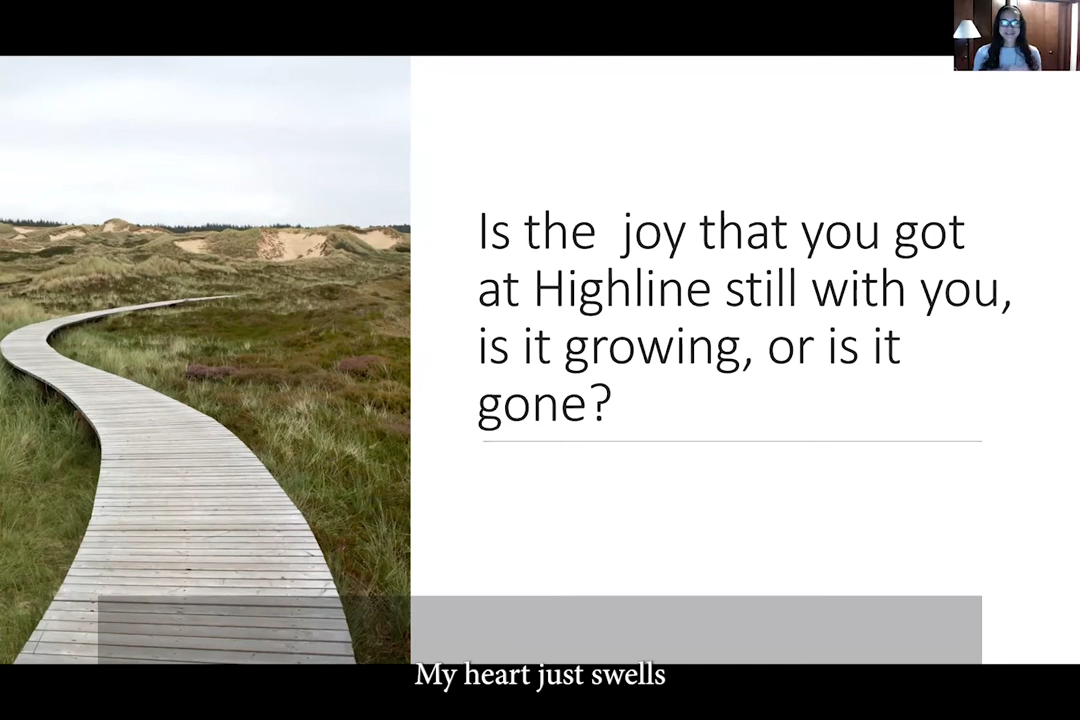 Is the  joy that you got
at Highline still with you,
is it growing, or is it
gone?
My heart just swells